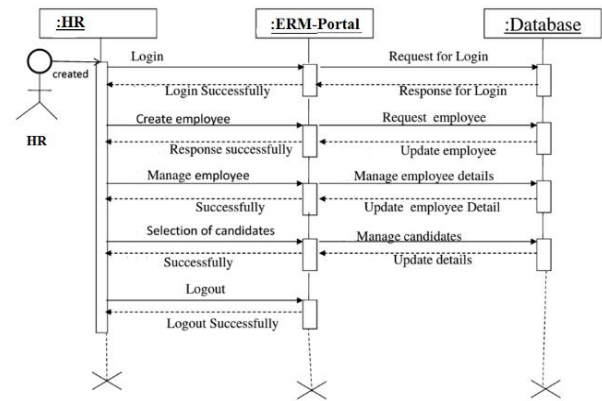 :HR
:ERM-Portal
:Database
created
HR
Login
Request for Login
Login Successfully
Response for Login
Create employee
Request employee
Response successfully
Update employee
Manage employee
Manage employee details
Successfully
Update employee Detail
Selection of candidates
Manage candidates
Successfully
Update details
Logout
Logout Successfully